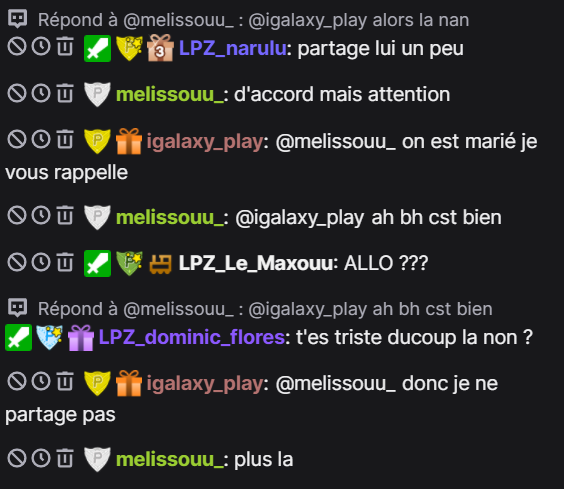 Répond à @melissouu_ : @igalaxy_play alors la nan
3 LPZ_narulu: partage lui un peu
P melissouu_: d'accord mais attention
P igalaxy_play: @melissouu_ on est marié je
vous rappelle
P melissouu_: @igalaxy_play ah bh cst bien
P LPZ_Le_Maxouu: ALLO ???
Répond à @melissouu_ : @igalaxy_play ah bh cst bien
LPZ_dominic_flores: t'es triste ducoup la non ?
P igalaxy_play: @melissouu_ donc je ne
partage pas
P melissouu_: plus la